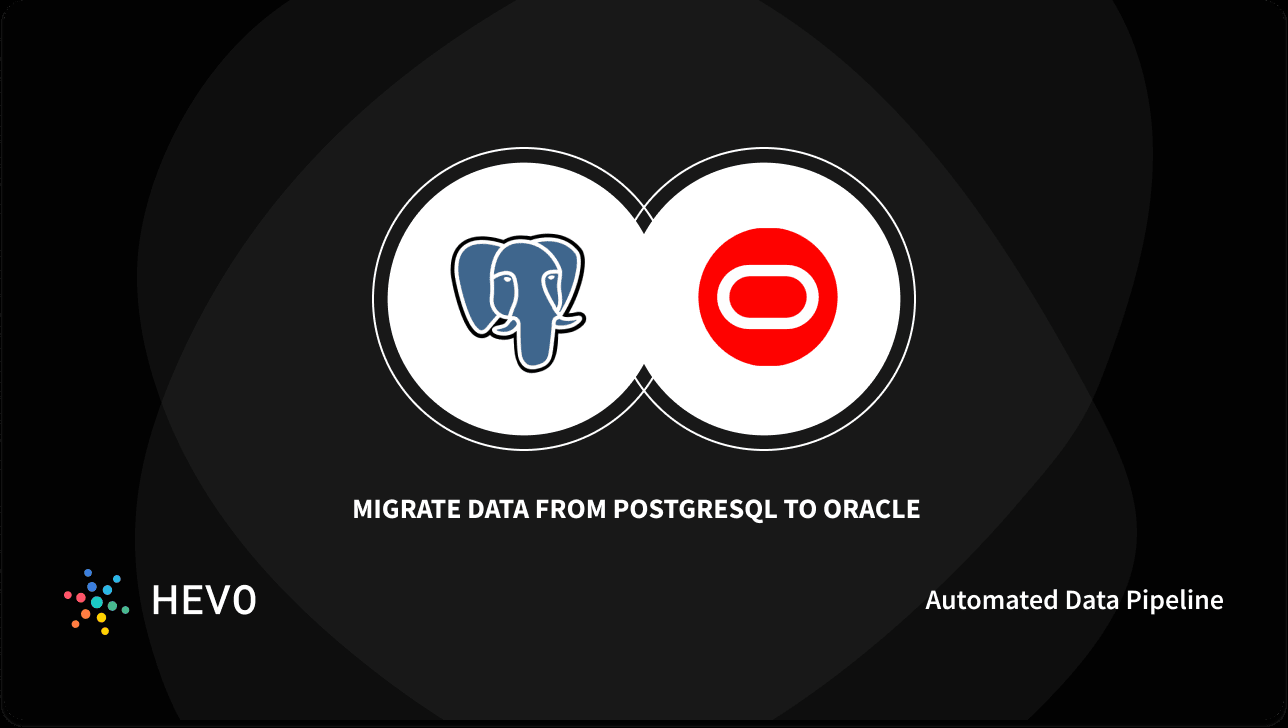 MIGRATE DATA FROM POSTGRESQL TO ORACLE
HEVO
Automated Data Pipeline